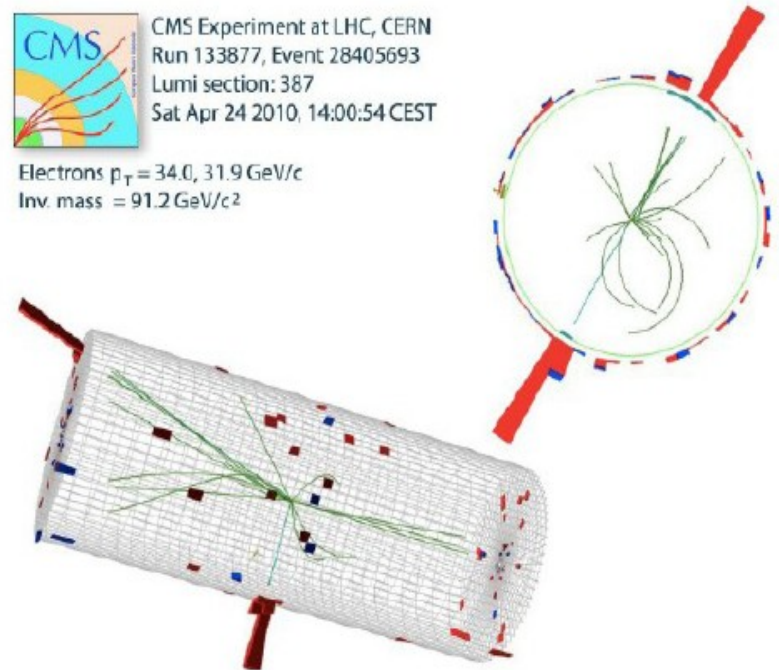 CMS
CMS Experiment at LHC, CERN
Run 133877, Event 28405693
Lumi section: 387
Sat Apr 24 2010, 14:00:54 CEST
Electrons pT = 34.0, 31.9 GeV/c
Inv. mass = 91.2 GeV/c²